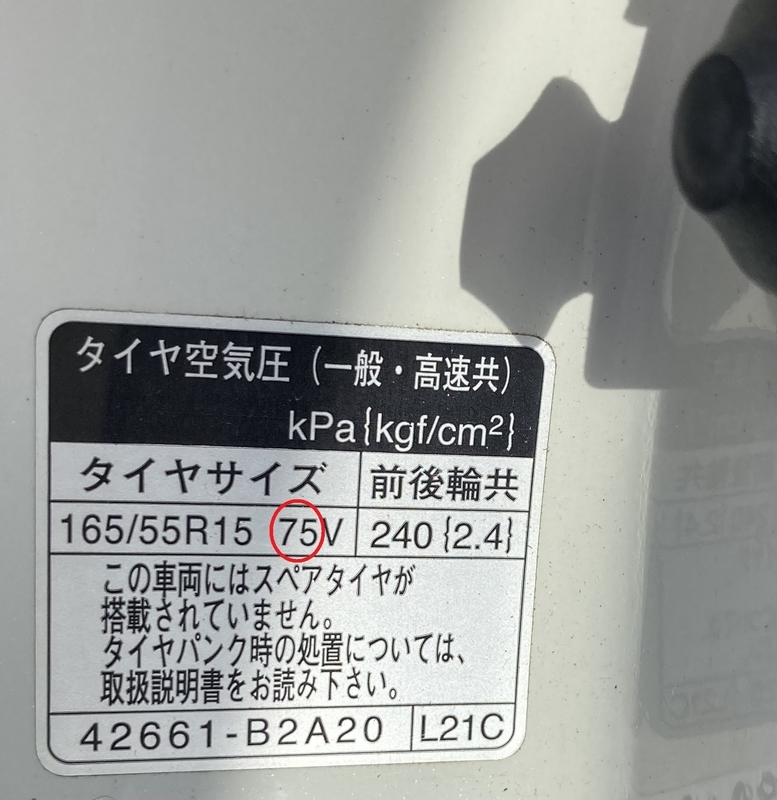 タイヤ空気圧（一般・高速共）
kPa{kgf/cm²}
タイヤサイズ 前後輪共
165/55R15 75V 240{2.4}
この車両にはスペアタイヤが
搭載されていません。
タイヤパンク時の処置については、
取扱説明書をお読み下さい。
42661-B2A20 L21C